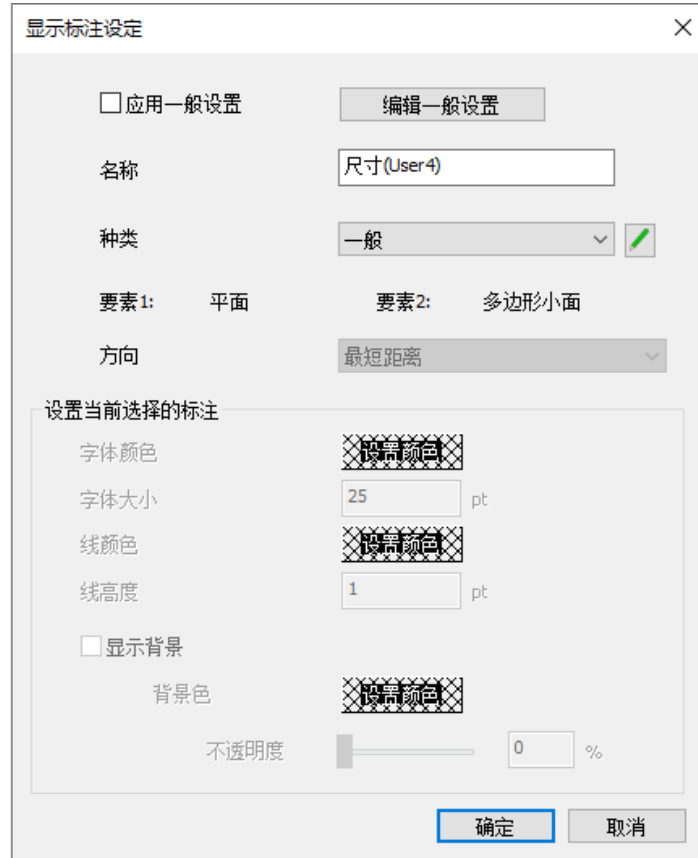 显示标注设定
应用一般设置 编辑一般设置
名称 尺寸(User4)
种类 一般
要素1: 平面 要素2: 多边形小面
方向 最短距离
设置当前选择的标注
字体颜色 设置颜色
字体大小 25 pt
线颜色 设置颜色
线高度 1 pt
显示背景
背景色 设置颜色
不透明度 0 %
确定 取消